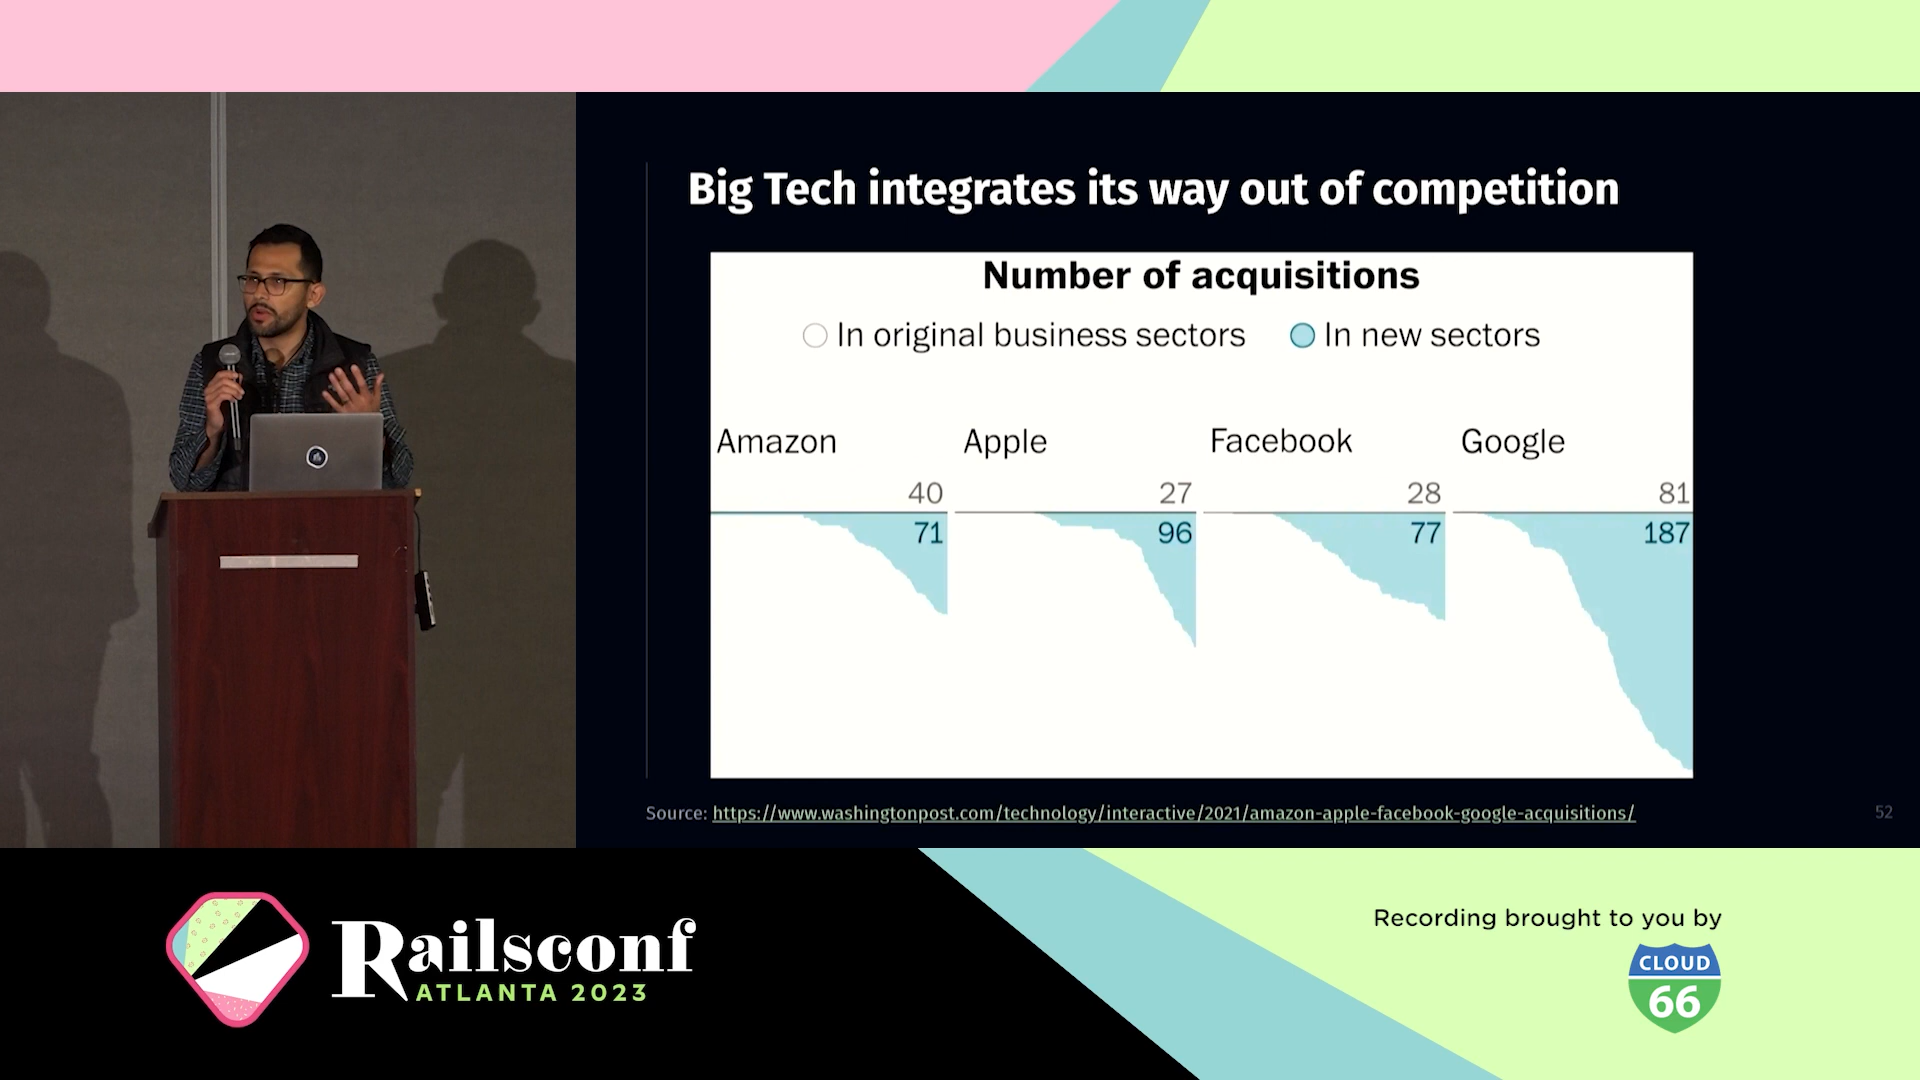 Big Tech integrates its way out of competition
Number of acquisitions
In original business sectors In new sectors
Amazon Apple Facebook Google
40 27 28 81
71 96 77 187
Source: https://www.washingtonpost.com/technology/interactive/2021/amazon-apple-facebook-google-acquisitions/
52
Railsconf
ATLANTA 2023
Recording brought to you by
CLOUD
66